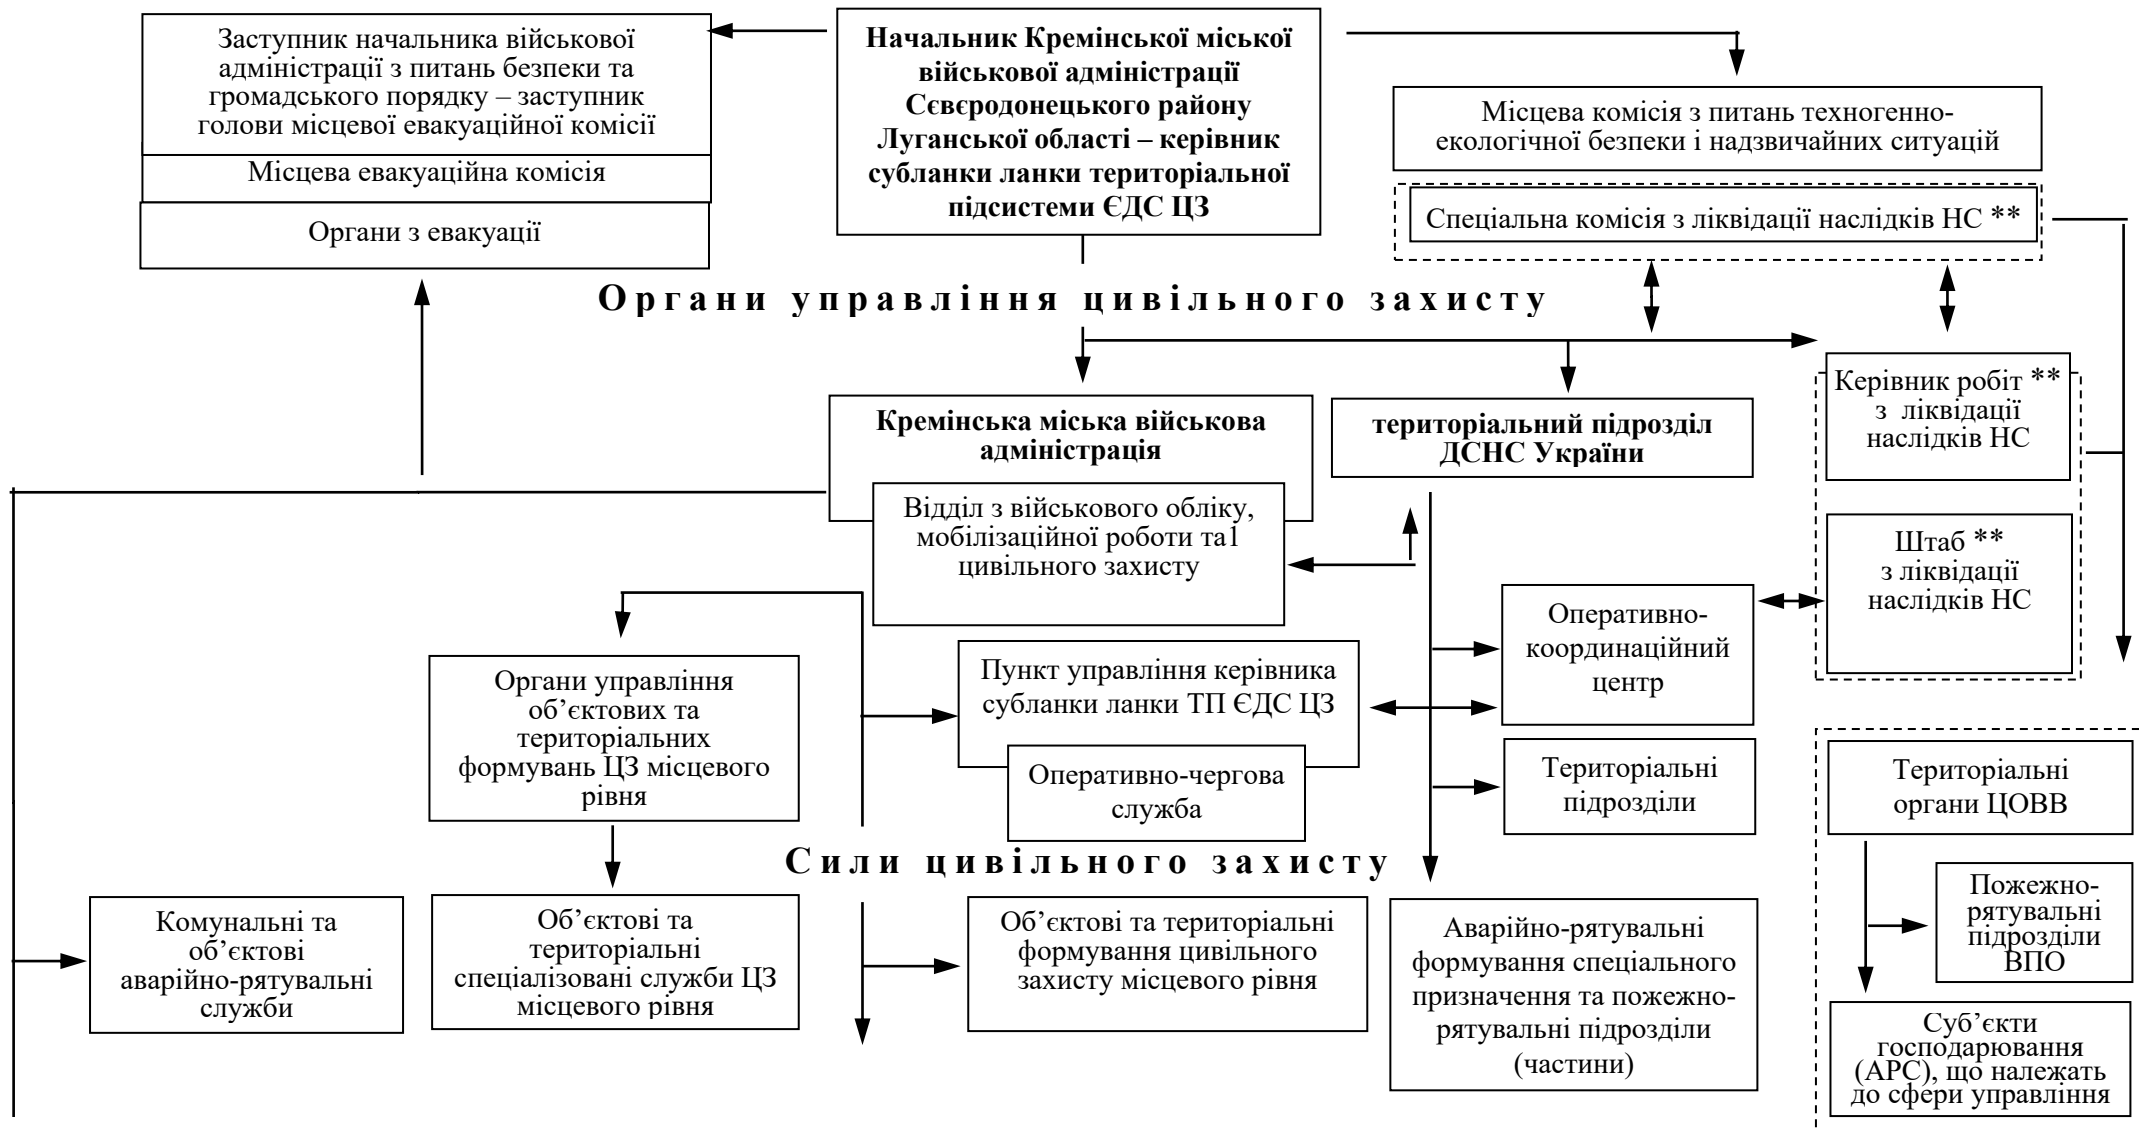 Заступник начальника військової
адміністрації з питань безпеки та
громадського порядку – заступник
голови місцевої евакуаційної комісії
Місцева евакуаційна комісія
Органи з евакуації
Начальник Кремінської міської
військової адміністрації
Сєвєродонецького району
Луганської області – керівник
субланки ланки територіальної
підсистеми ЄДС ЦЗ
Місцева комісія з питань техногенно-
екологічної безпеки і надзвичайних ситуацій
Спеціальна комісія з ліквідації наслідків НС **
Органи управління цивільного захисту
Кремінська міська військова
адміністрація
Відділ з військового обліку,
мобілізаційної роботи та1
цивільного захисту
територіальний підрозділ
ДСНС України
Керівник робіт **
з ліквідації
наслідків НС
Штаб **
з ліквідації
наслідків НС
Оперативно-
координаційний
центр
Органи управління
об’єктових та
територіальних
формувань ЦЗ місцевого
рівня
Пункт управління керівника
субланки ланки ТП ЄДС ЦЗ
Оперативно-чергова
служба
Територіальні
підрозділи
Територіальні
органи ЦОВВ
Сили цивільного захисту
Комунальні та
об’єктові
аварійно-рятувальні
служби
Об’єктові та
територіальні
спеціалізовані служби ЦЗ
місцевого рівня
Об’єктові та територіальні
формування цивільного
захисту місцевого рівня
Аварійно-рятувальні
формування спеціального
призначення та пожежно-
рятувальні підрозділи
(частини)
Пожежно-
рятувальні
підрозділи
ВПО
Суб’єкти
господарювання
(АРС), що належать
до сфери управління